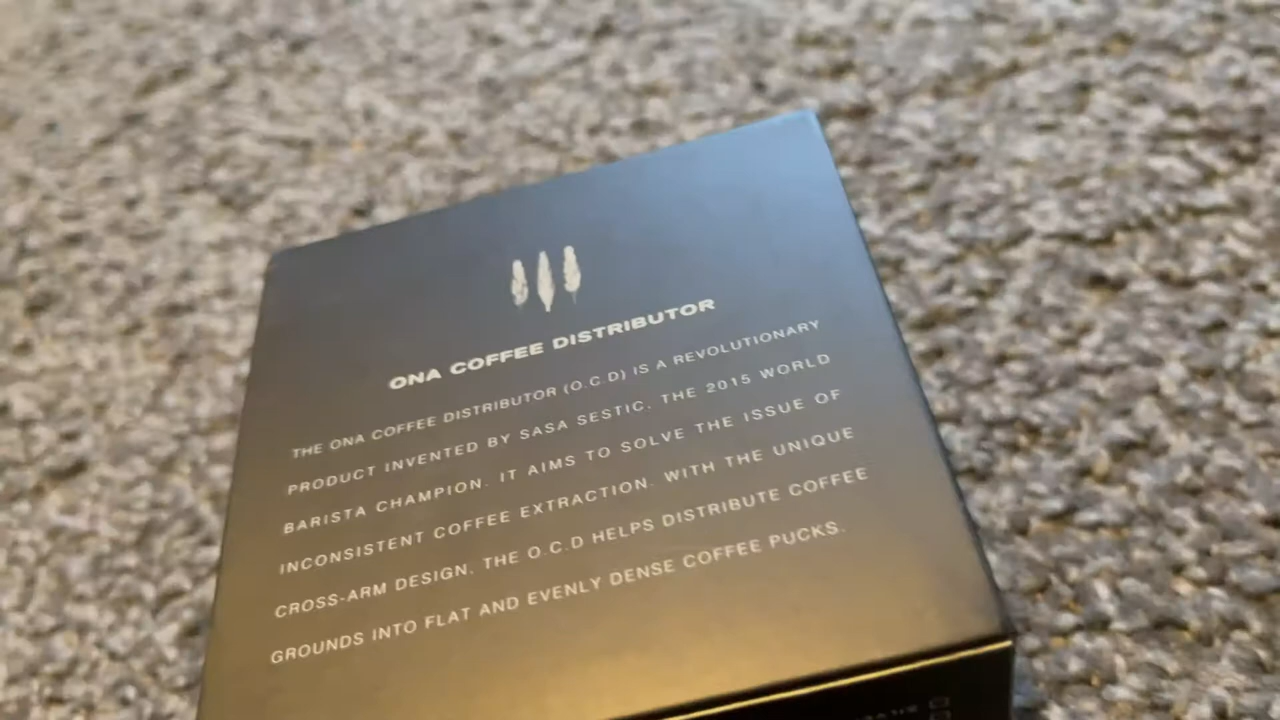 ONA COFFEE DISTRIBUTOR
THE ONA COFFEE DISTRIBUTOR (O.C.D) IS A REVOLUTIONARY
PRODUCT INVENTED BY SASA SESTIC, THE 2015 WORLD
BARISTA CHAMPION. IT AIMS TO SOLVE THE ISSUE OF
INCONSISTENT COFFEE EXTRACTION. WITH THE UNIQUE
CROSS-ARM DESIGN, THE O.C.D HELPS DISTRIBUTE COFFEE
GROUNDS INTO FLAT AND EVENLY DENSE COFFEE PUCKS.